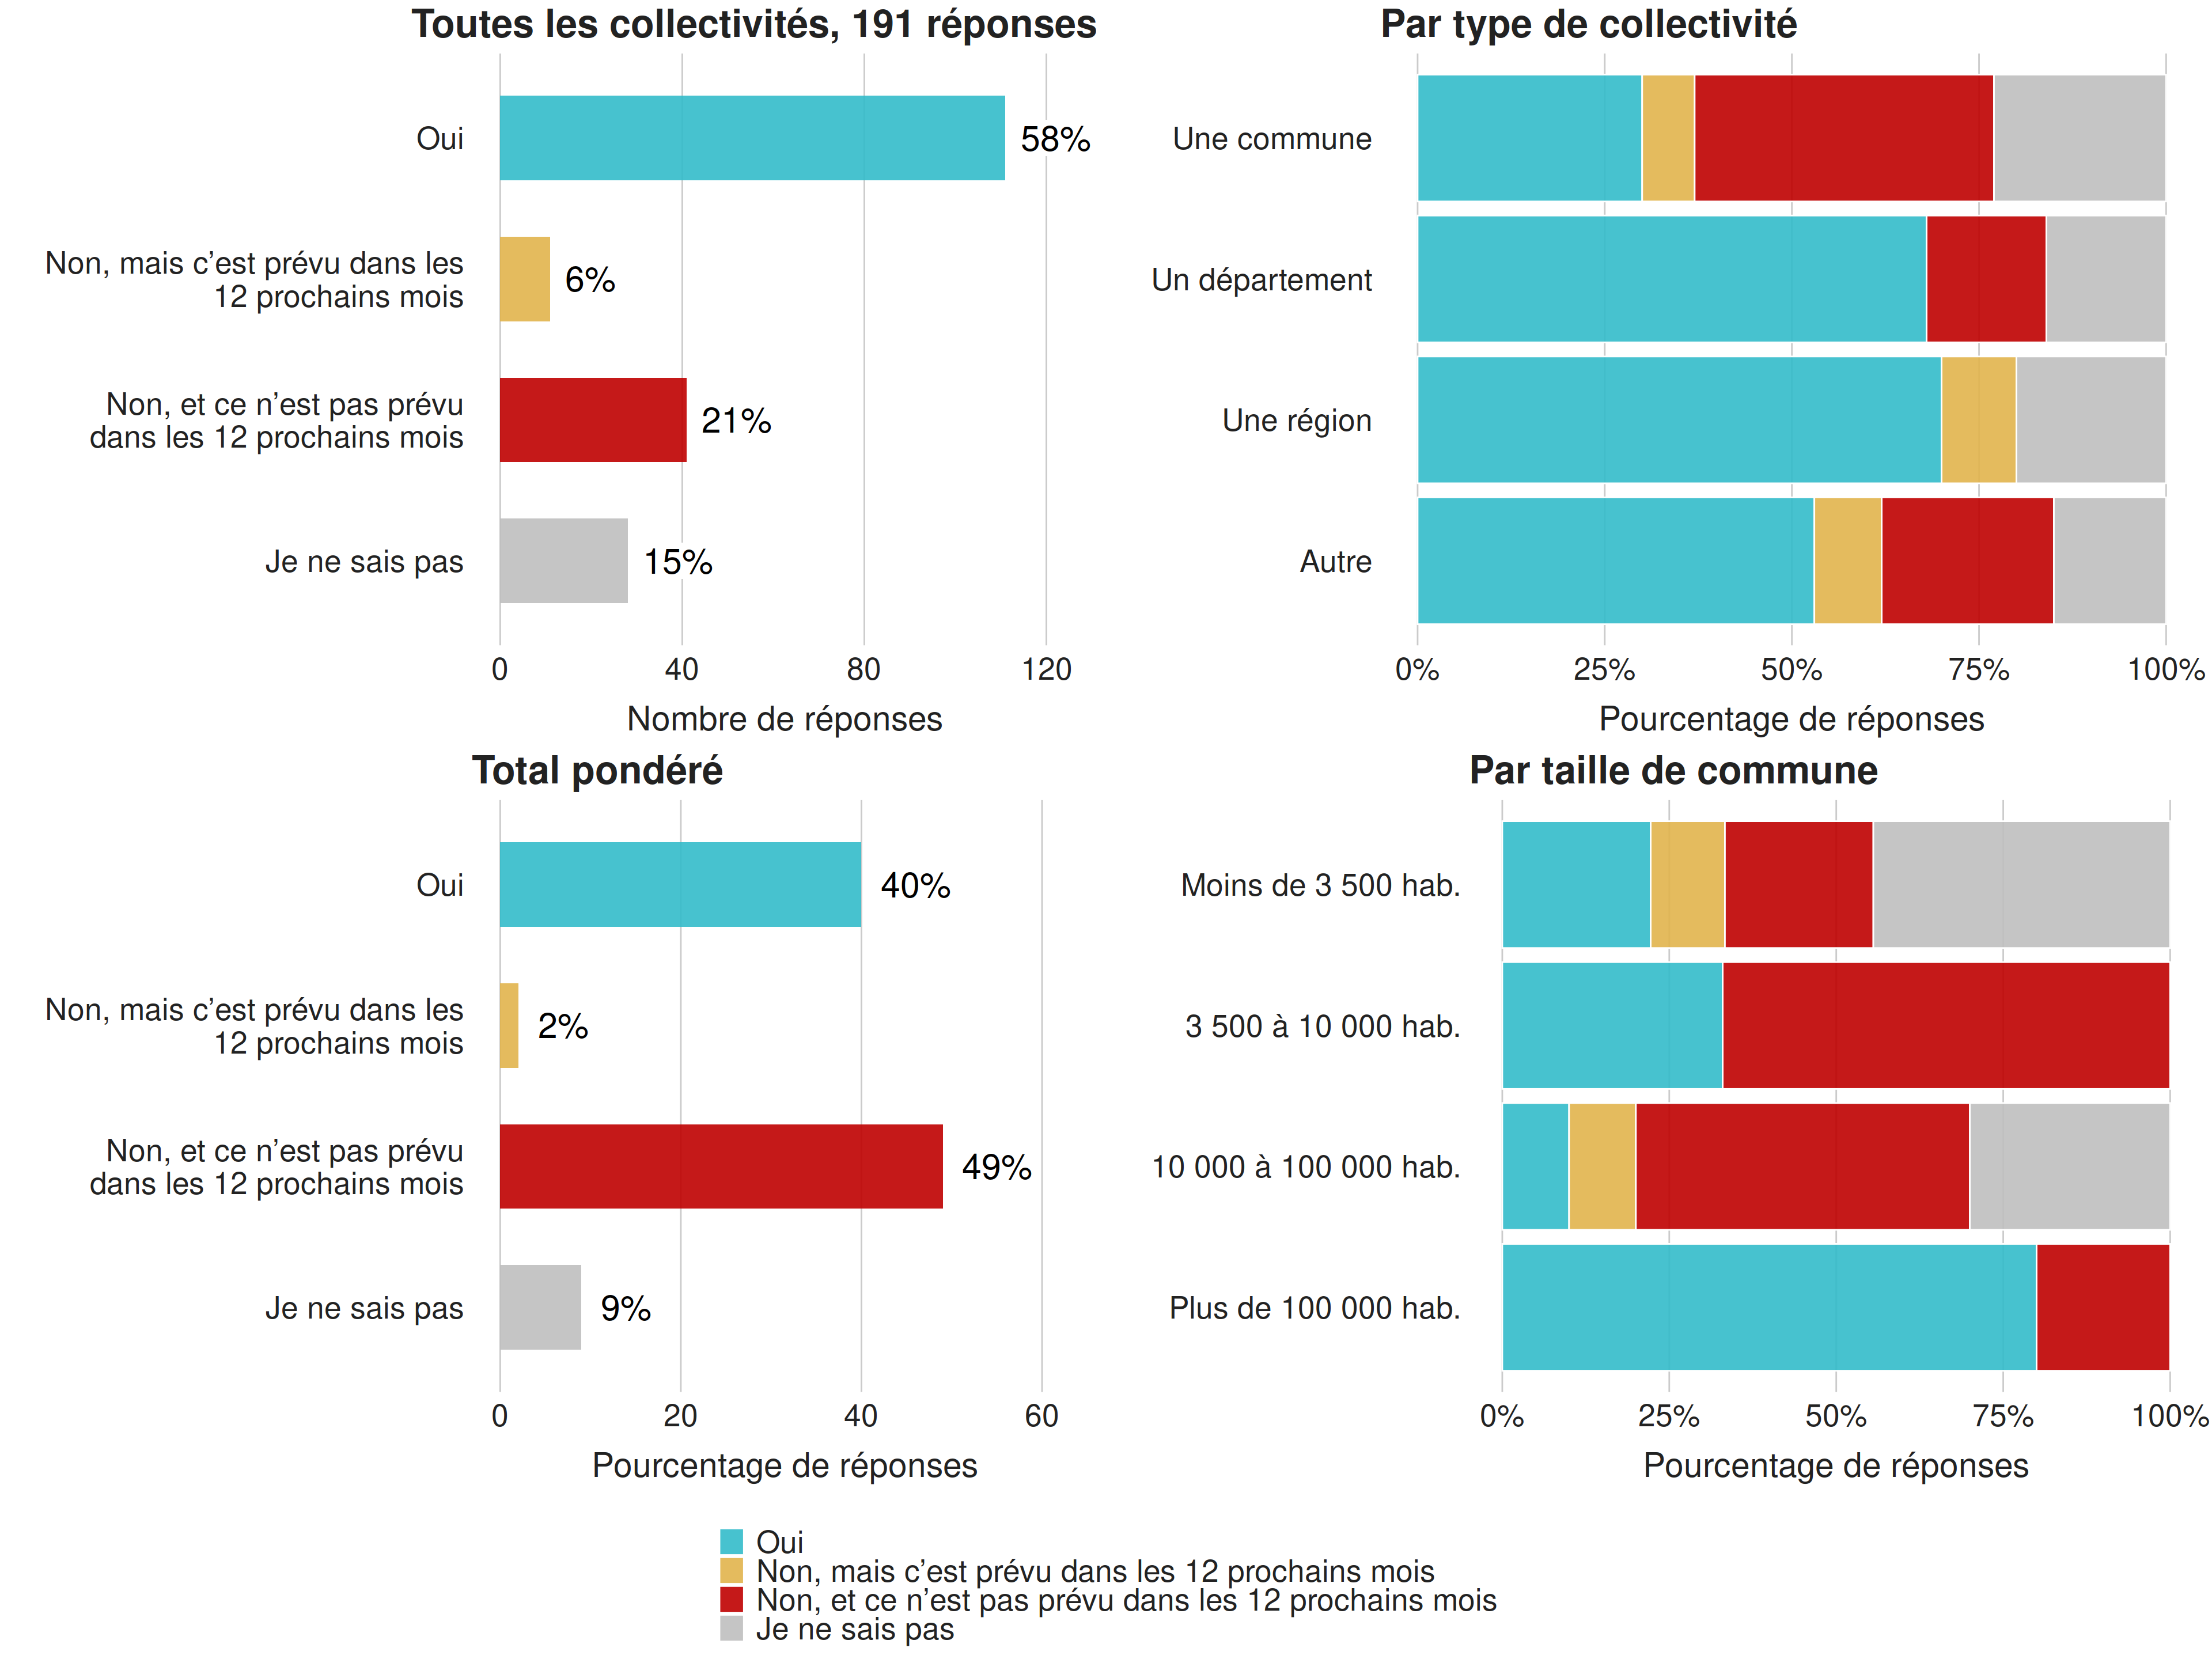 Toutes les collectivités, 191 réponses
Oui
58%
Non, mais c’est prévu dans les
12 prochains mois
6%
Non, et ce n’est pas prévu
dans les 12 prochains mois
21%
Je ne sais pas
15%
0 40 80 120
Nombre de réponses
Par type de collectivité
Une commune
Un département
Une région
Autre
0% 25% 50% 75% 100%
Pourcentage de réponses
Total pondéré
Oui
40%
Non, mais c’est prévu dans les
12 prochains mois
2%
Non, et ce n’est pas prévu
dans les 12 prochains mois
49%
Je ne sais pas
9%
0 20 40 60
Pourcentage de réponses
Par taille de commune
Moins de 3 500 hab.
3 500 à 10 000 hab.
10 000 à 100 000 hab.
Plus de 100 000 hab.
0% 25% 50% 75% 100%
Pourcentage de réponses
Oui
Non, mais c’est prévu dans les 12 prochains mois
Non, et ce n’est pas prévu dans les 12 prochains mois
Je ne sais pas